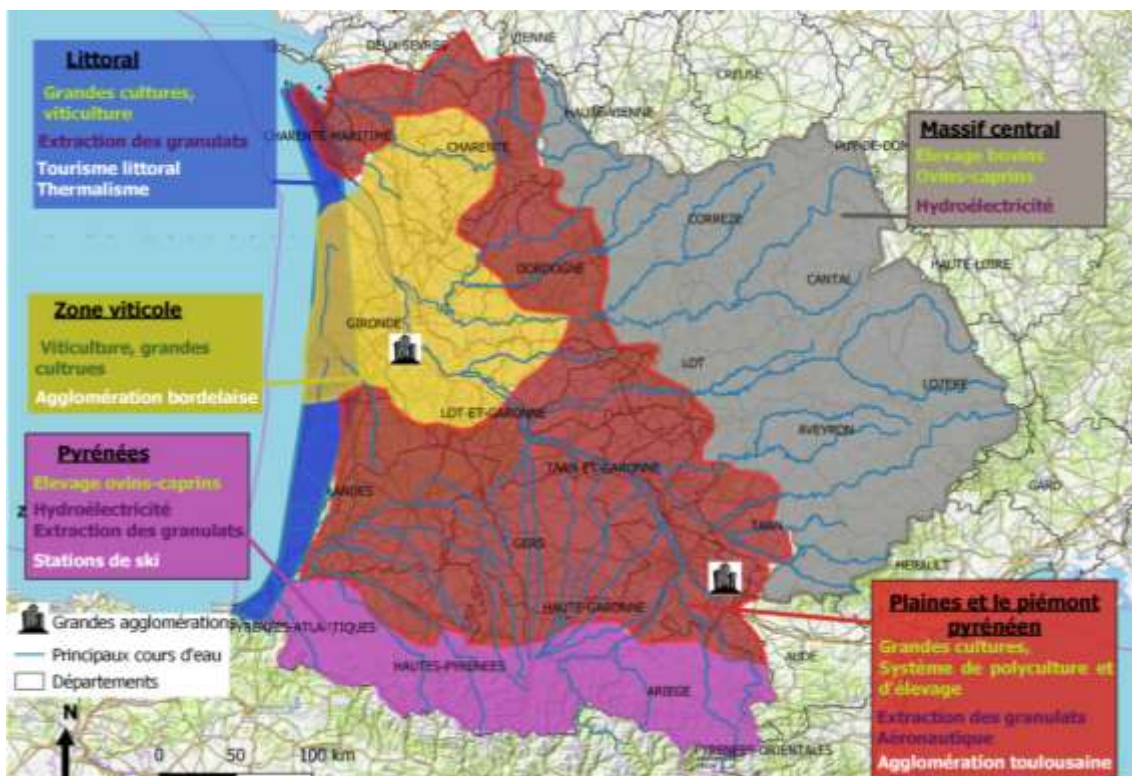 Littoral
Grandes cultures,
viticulture
Extraction des granulats
Tourisme littoral
Thermalisme
Zone viticole
Viticulture, grandes
cultrues
Agglomération bordelaise
Pyrénées
Elevage ovins-caprins
Hydroélectricité
Extraction des granulats
Stations de ski
Massif central
Elevage bovins
Ovins-caprins
Hydroélectricité
Plaines et le piémont
pyrénéen
Grandes cultures,
Système de polyculture et
d'élevage
Extraction des granulats
Aéronautique
Agglomération toulousaine
DEUX-SEVRES
VIENNE
CREUSE
HAUTE-VIENNE
CHARENTE-MARITIME
CHARENTE
PUY-DE-DOM
CORREZE
DORDOGNE
CANTAL
HAUTE-LOIRE
GIRONDE
LOT
LOZERE
LOT-ET-GARONNE
AVEYRON
TARN-ET-GARONNE
LANDES
GARD
TARN
GERS
HERAULT
HAUTE-GARONNE
PYRENEES-ATLANTIQUES
AUDE
HAUTES-PYRENEES
ARIEGE
PYRENEES-ORIENTALES
Grandes agglomérations
Principaux cours d'eau
Départements
N
0 50 100 km